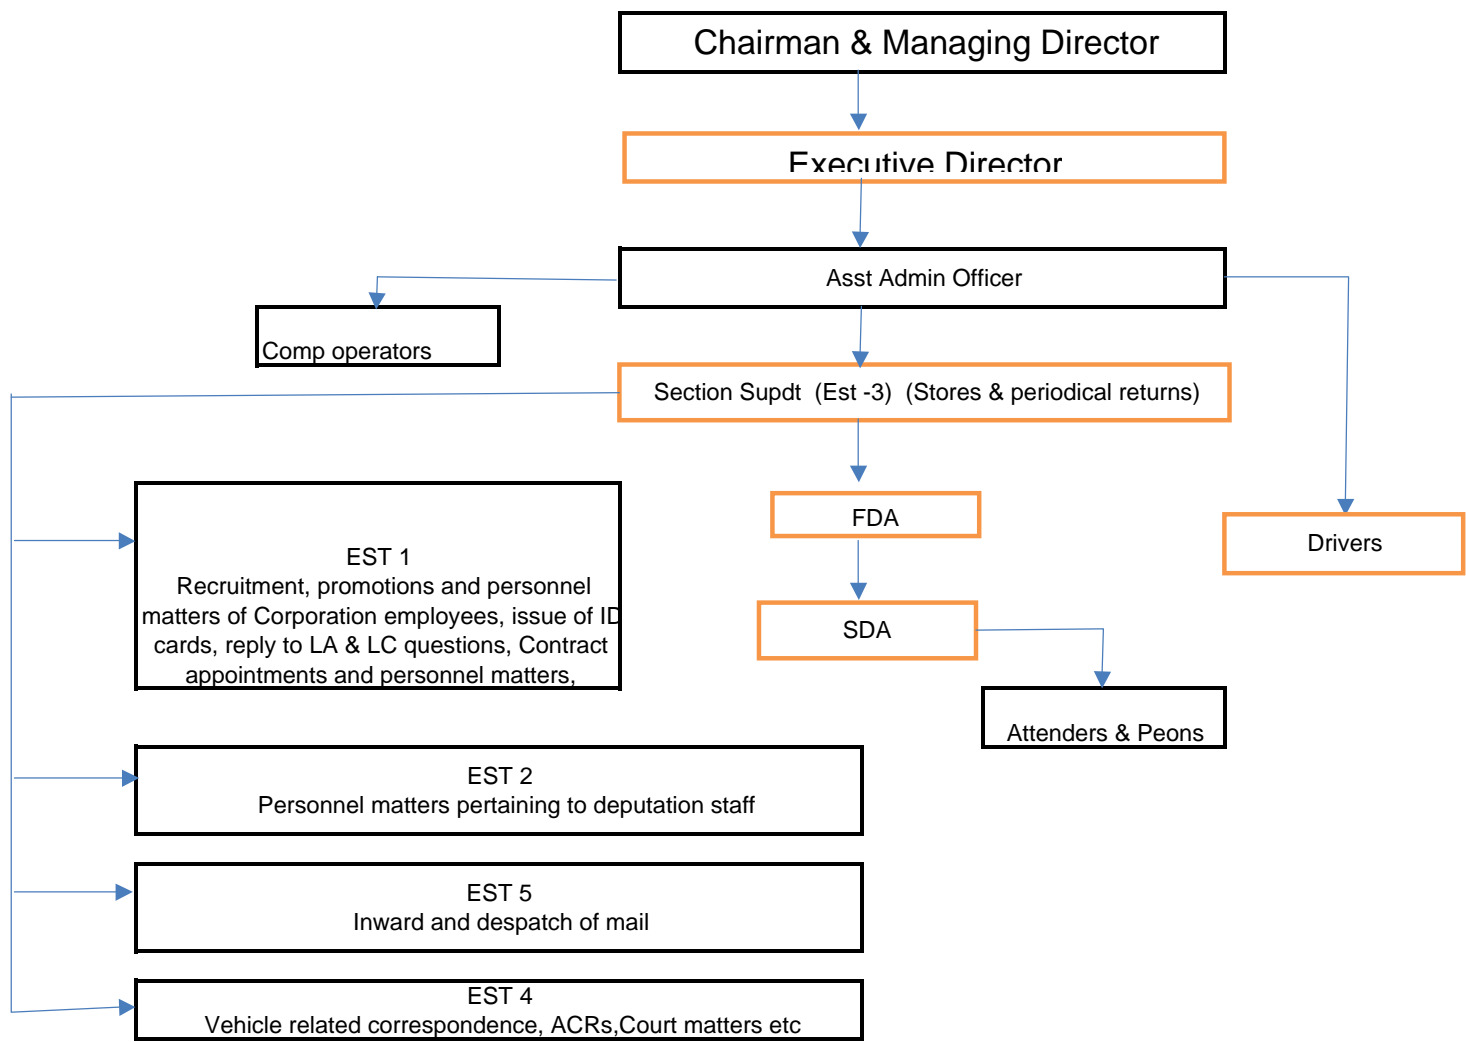 Chairman & Managing Director
Executive Director
Asst Admin Officer
Comp operators
Section Supdt (Est -3) (Stores & periodical returns)
FDA
Drivers
EST 1
Recruitment, promotions and personnel
matters of Corporation employees, issue of ID
cards, reply to LA & LC questions, Contract
appointments and personnel matters,
SDA
Attenders & Peons
EST 2
Personnel matters pertaining to deputation staff
EST 5
Inward and despatch of mail
EST 4
Vehicle related correspondence, ACRs,Court matters etc